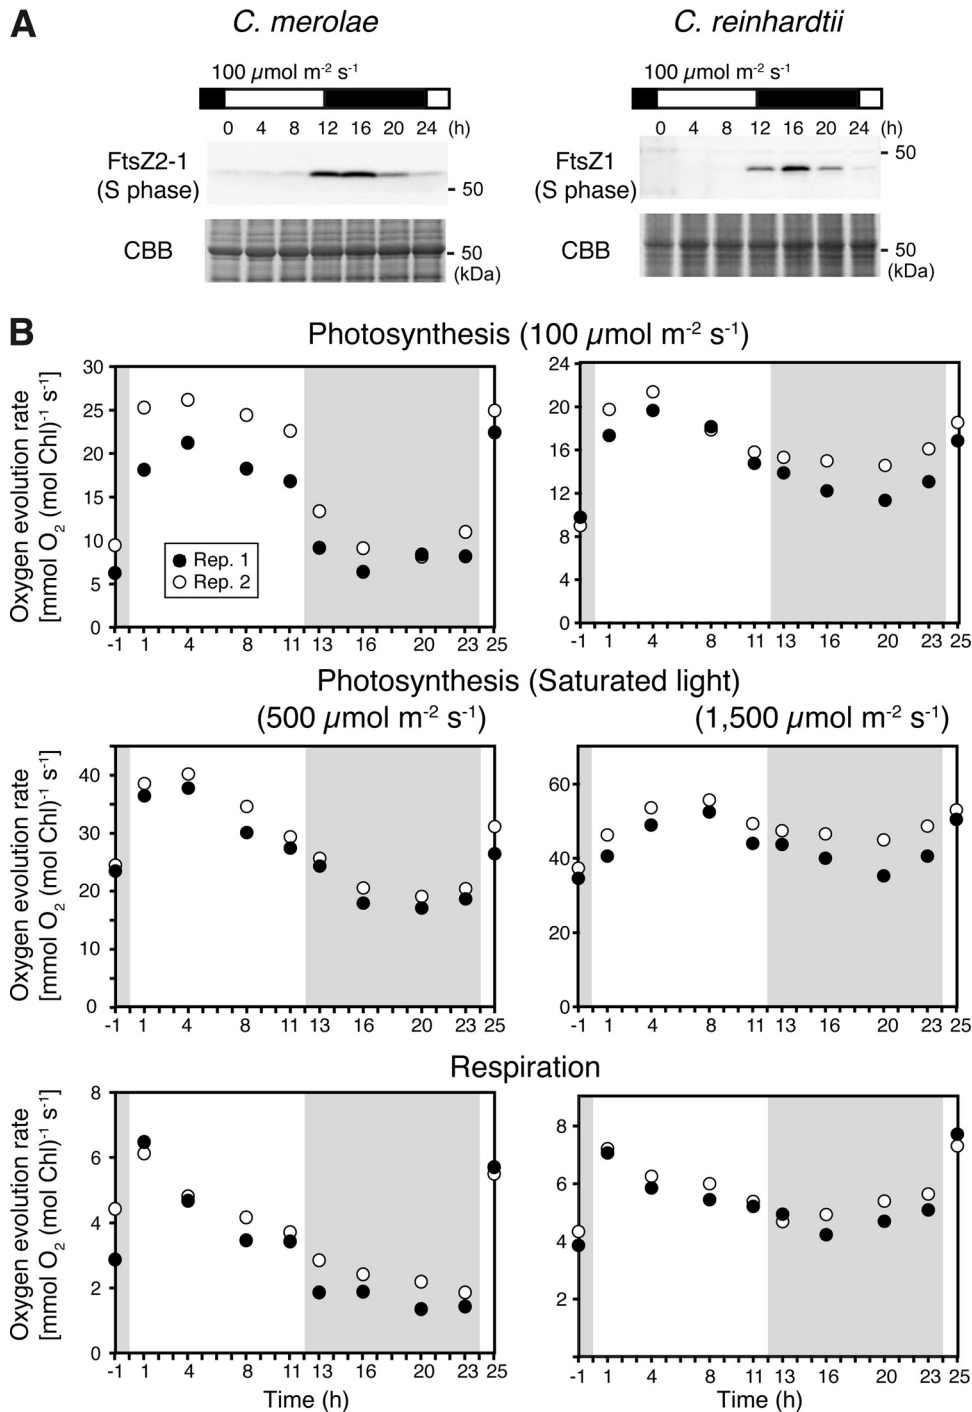 A
C. merolae
C. reinhardtii
100 µmol m-2 s-1
100 µmol m-2 s-1
0 4 8 12 16 20 24 (h)
0 4 8 12 16 20 24 (h)
FtsZ2-1
(S phase)
- 50
FtsZ1
(S phase)
- 50
CBB
- 50
(kDa)
CBB
- 50
(kDa)
B
Photosynthesis (100 µmol m-2 s-1)
Oxygen evolution rate
[mmol O2 (mol Chl)-1 s-1]
30
25
20
15
10
5
0
Rep. 1
Rep. 2
-1 1 4 8 11 13 16 20 23 25
24
20
16
12
8
4
0
-1 1 4 8 11 13 16 20 23 25
Photosynthesis (Saturated light)
(500 µmol m-2 s-1)
(1,500 µmol m-2 s-1)
Oxygen evolution rate
[mmol O2 (mol Chl)-1 s-1]
40
30
20
10
0
-1 1 4 8 11 13 16 20 23 25
60
40
20
0
-1 1 4 8 11 13 16 20 23 25
Respiration
Oxygen evolution rate
[mmol O2 (mol Chl)-1 s-1]
8
6
4
2
0
-1 1 4 8 11 13 16 20 23 25
Time (h)
8
6
4
2
-1 1 4 8 11 13 16 20 23 25
Time (h)